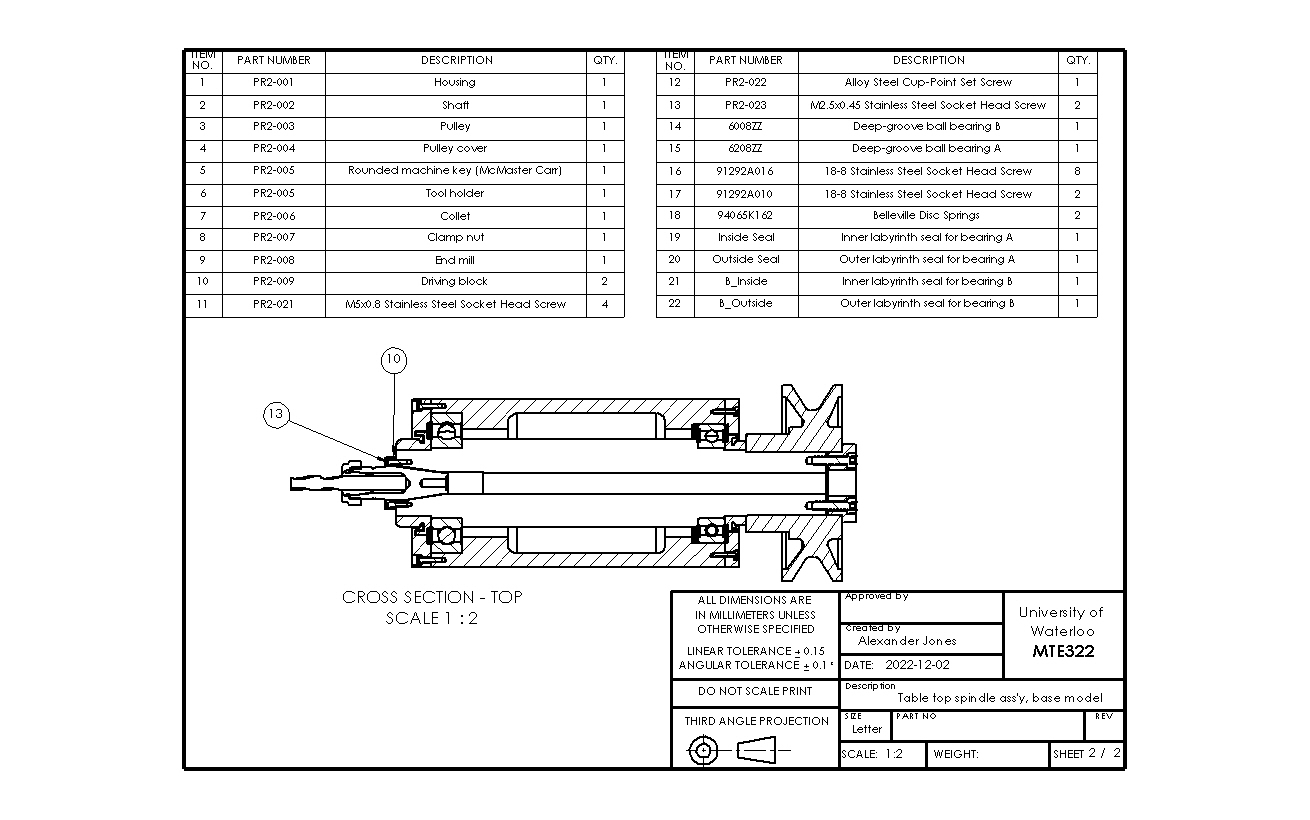 ITEM NO. PART NUMBER DESCRIPTION QTY.
1 PR2-001 Housing 1
2 PR2-002 Shaft 1
3 PR2-003 Pulley 1
4 PR2-004 Pulley cover 1
5 PR2-005 Rounded machine key (McMaster Carr) 1
6 PR2-005 Tool holder 1
7 PR2-006 Collet 1
8 PR2-007 Clamp nut 1
9 PR2-008 End mill 1
10 PR2-009 Driving block 2
11 PR2-021 M5x0.8 Stainless Steel Socket Head Screw 4
ITEM NO. PART NUMBER DESCRIPTION QTY.
12 PR2-022 Alloy Steel Cup-Point Set Screw 1
13 PR2-023 M2.5x0.45 Stainless Steel Socket Head Screw 2
14 6008ZZ Deep-groove ball bearing B 1
15 6208ZZ Deep-groove ball bearing A 1
16 91292A016 18-8 Stainless Steel Socket Head Screw 8
17 91292A010 18-8 Stainless Steel Socket Head Screw 2
18 94065K162 Belleville Disc Springs 2
19 Inside Seal Inner labyrinth seal for bearing A 1
20 Outside Seal Outer labyrinth seal for bearing A 1
21 B_Inside Inner labyrinth seal for bearing B 1
22 B_Outside Outer labyrinth seal for bearing B 1
10
13
CROSS SECTION - TOP
SCALE 1 : 2
ALL DIMENSIONS ARE
IN MILLIMETERS UNLESS
OTHERWISE SPECIFIED
LINEAR TOLERANCE ± 0.15
ANGULAR TOLERANCE ± 0.1°
DO NOT SCALE PRINT
THIRD ANGLE PROJECTION
Approved by
Created by
Alexander Jones
DATE: 2022-12-02
University of
Waterloo
MTE322
Description
Table top spindle ass'y, base model
SIZE
Letter
PART NO
REV
SCALE: 1:2
WEIGHT:
SHEET 2 / 2